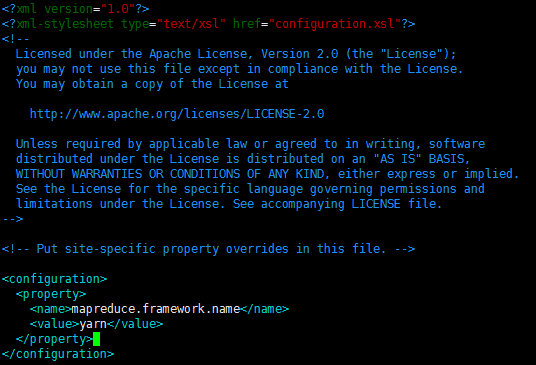 <?xml version="1.0"?>
<?xml-stylesheet type="text/xsl" href="configuration.xsl"?>
<!--
  Licensed under the Apache License, Version 2.0 (the "License");
  you may not use this file except in compliance with the License.
  You may obtain a copy of the License at

    http://www.apache.org/licenses/LICENSE-2.0

  Unless required by applicable law or agreed to in writing, software
  distributed under the License is distributed on an "AS IS" BASIS,
  WITHOUT WARRANTIES OR CONDITIONS OF ANY KIND, either express or implied.
  See the License for the specific language governing permissions and
  limitations under the License. See accompanying LICENSE file.
-->

<!-- Put site-specific property overrides in this file. -->

<configuration>
  <property>
    <name>mapreduce.framework.name</name>
    <value>yarn</value>
  </property>
</configuration>